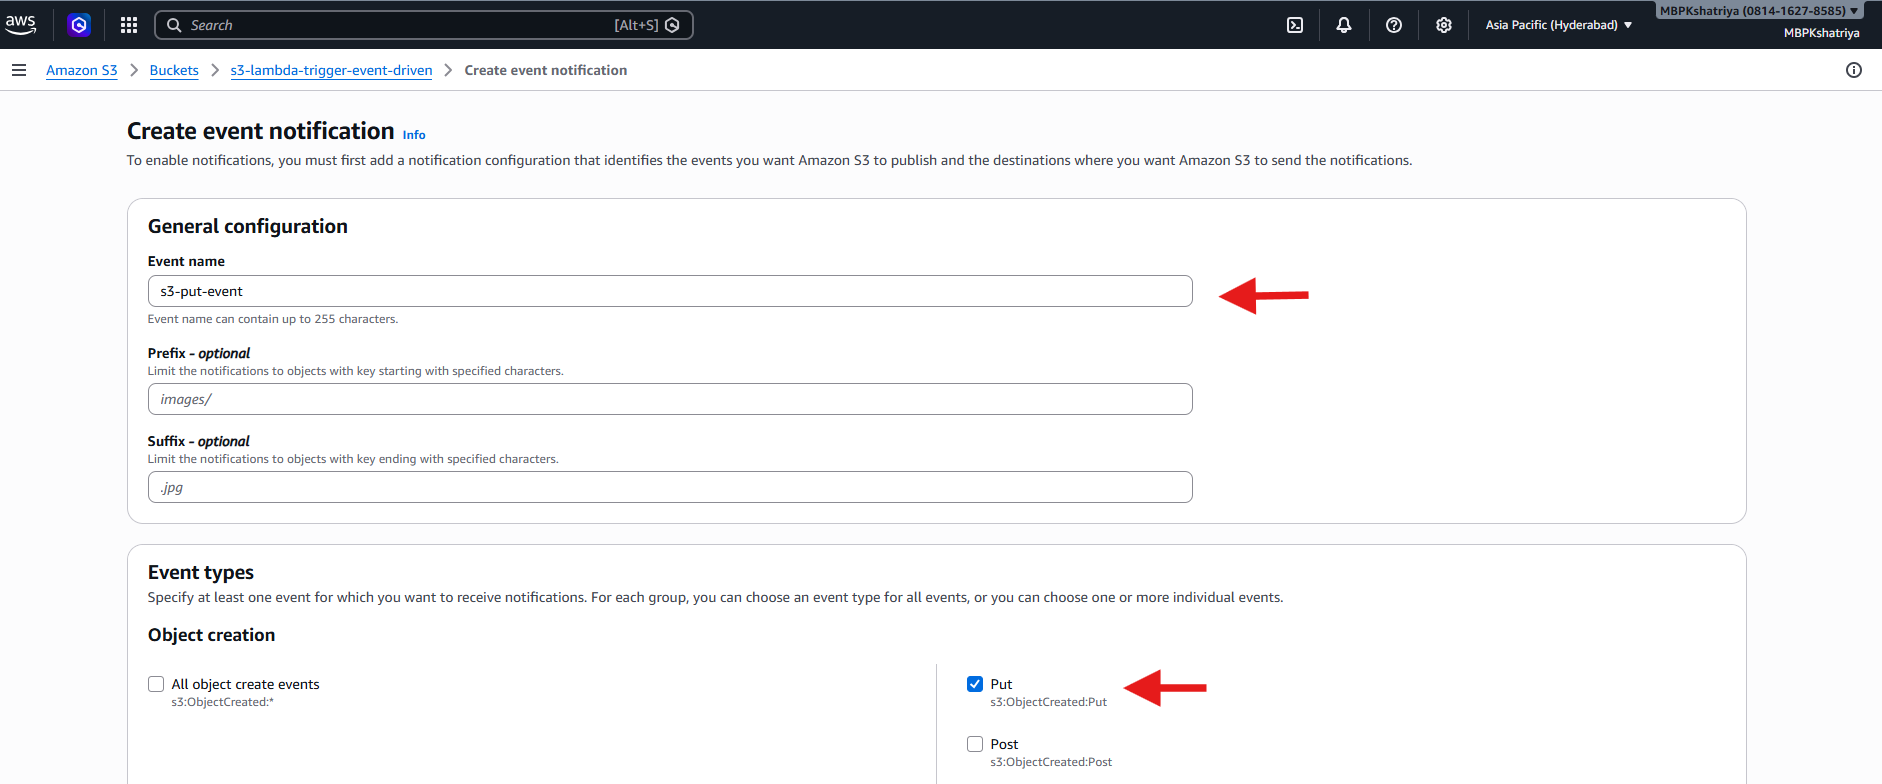 aws
Search [Alt+S]
Asia Pacific (Hyderabad)
MBPKshatriya (0814-1627-8585)
MBPKshatriya
Amazon S3 > Buckets > s3-lambda-trigger-event-driven > Create event notification
Create event notification Info
To enable notifications, you must first add a notification configuration that identifies the events you want Amazon S3 to publish and the destinations where you want Amazon S3 to send the notifications.
General configuration
Event name
s3-put-event
Event name can contain up to 255 characters.
Prefix - optional
Limit the notifications to objects with key starting with specified characters.
images/
Suffix - optional
Limit the notifications to objects with key ending with specified characters.
.jpg
Event types
Specify at least one event for which you want to receive notifications. For each group, you can choose an event type for all events, or you can choose one or more individual events.
Object creation
All object create events
s3:ObjectCreated:*
Put
s3:ObjectCreated:Put
Post
s3:ObjectCreated:Post